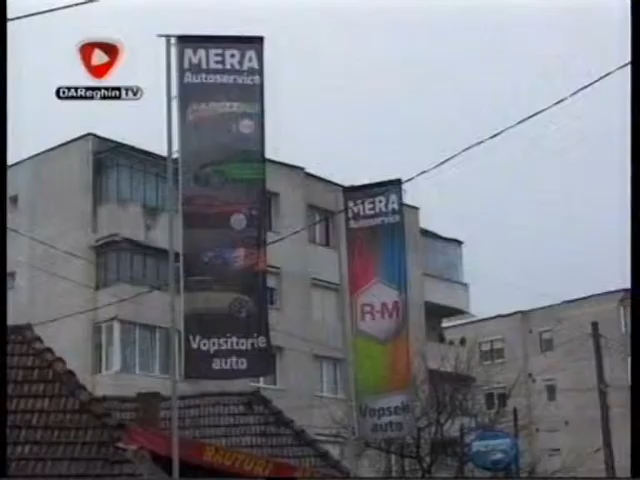 DAReghin TV
MERA
Autoservice
Vopsitorie
auto
MERA
Autoservice
R-M
Vopsele
auto
BAUTURI